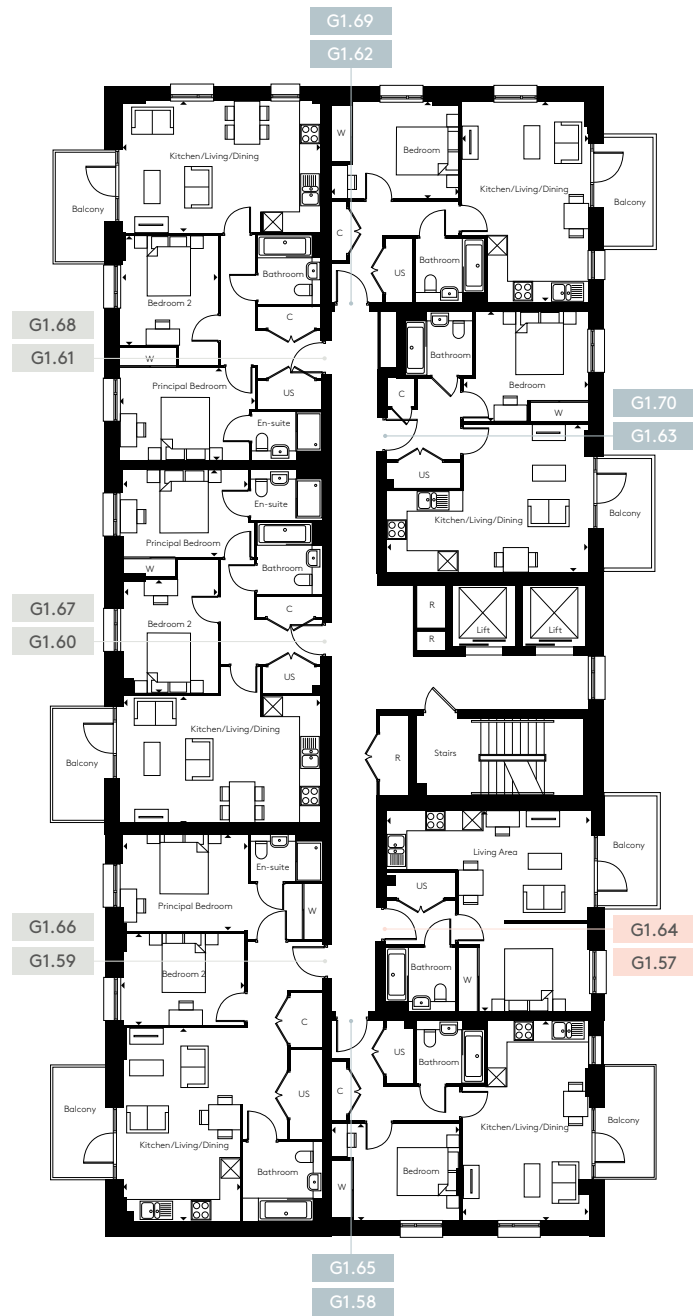 G1.69
G1.62
Kitchen/Living/Dining
W
Bedroom
Kitchen/Living/Dining
Balcony
Balcony
C
Bathroom
Bathroom
US
Bedroom 2
C
G1.68
G1.61
W
Bathroom
Bedroom
Principal Bedroom
US
C
W
G1.70
G1.63
En-suite
US
En-suite
Kitchen/Living/Dining
Balcony
Principal Bedroom
W
Bathroom
G1.67
G1.60
Bedroom 2
C
R
R
Lift
Lift
US
Kitchen/Living/Dining
Balcony
R
Stairs
En-suite
Living Area
Balcony
Principal Bedroom
W
US
G1.66
G1.59
G1.64
G1.57
Bedroom 2
Bathroom
W
C
US
Bathroom
Balcony
US
C
Kitchen/Living/Dining
Balcony
Kitchen/Living/Dining
Bathroom
W
Bedroom
G1.65
G1.58